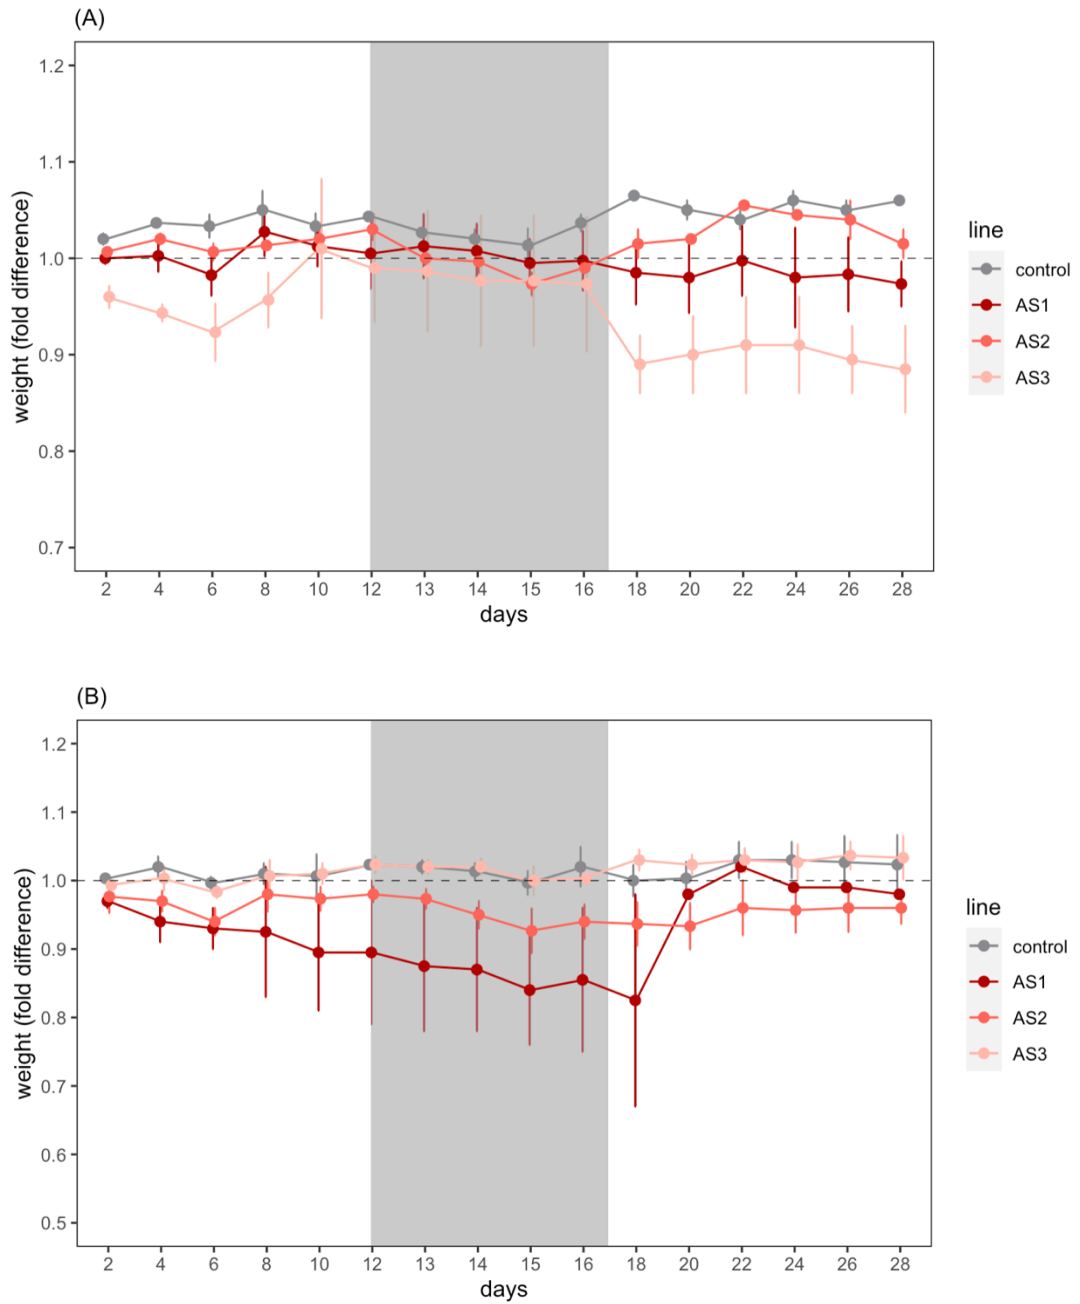 (A)
weight (fold difference)
1.2
1.1
1.0
0.9
0.8
0.7
2 4 6 8 10 12 13 14 15 16 18 20 22 24 26 28
days
line
control
AS1
AS2
AS3
(B)
weight (fold difference)
1.2
1.1
1.0
0.9
0.8
0.7
0.6
0.5
2 4 6 8 10 12 13 14 15 16 18 20 22 24 26 28
days
line
control
AS1
AS2
AS3